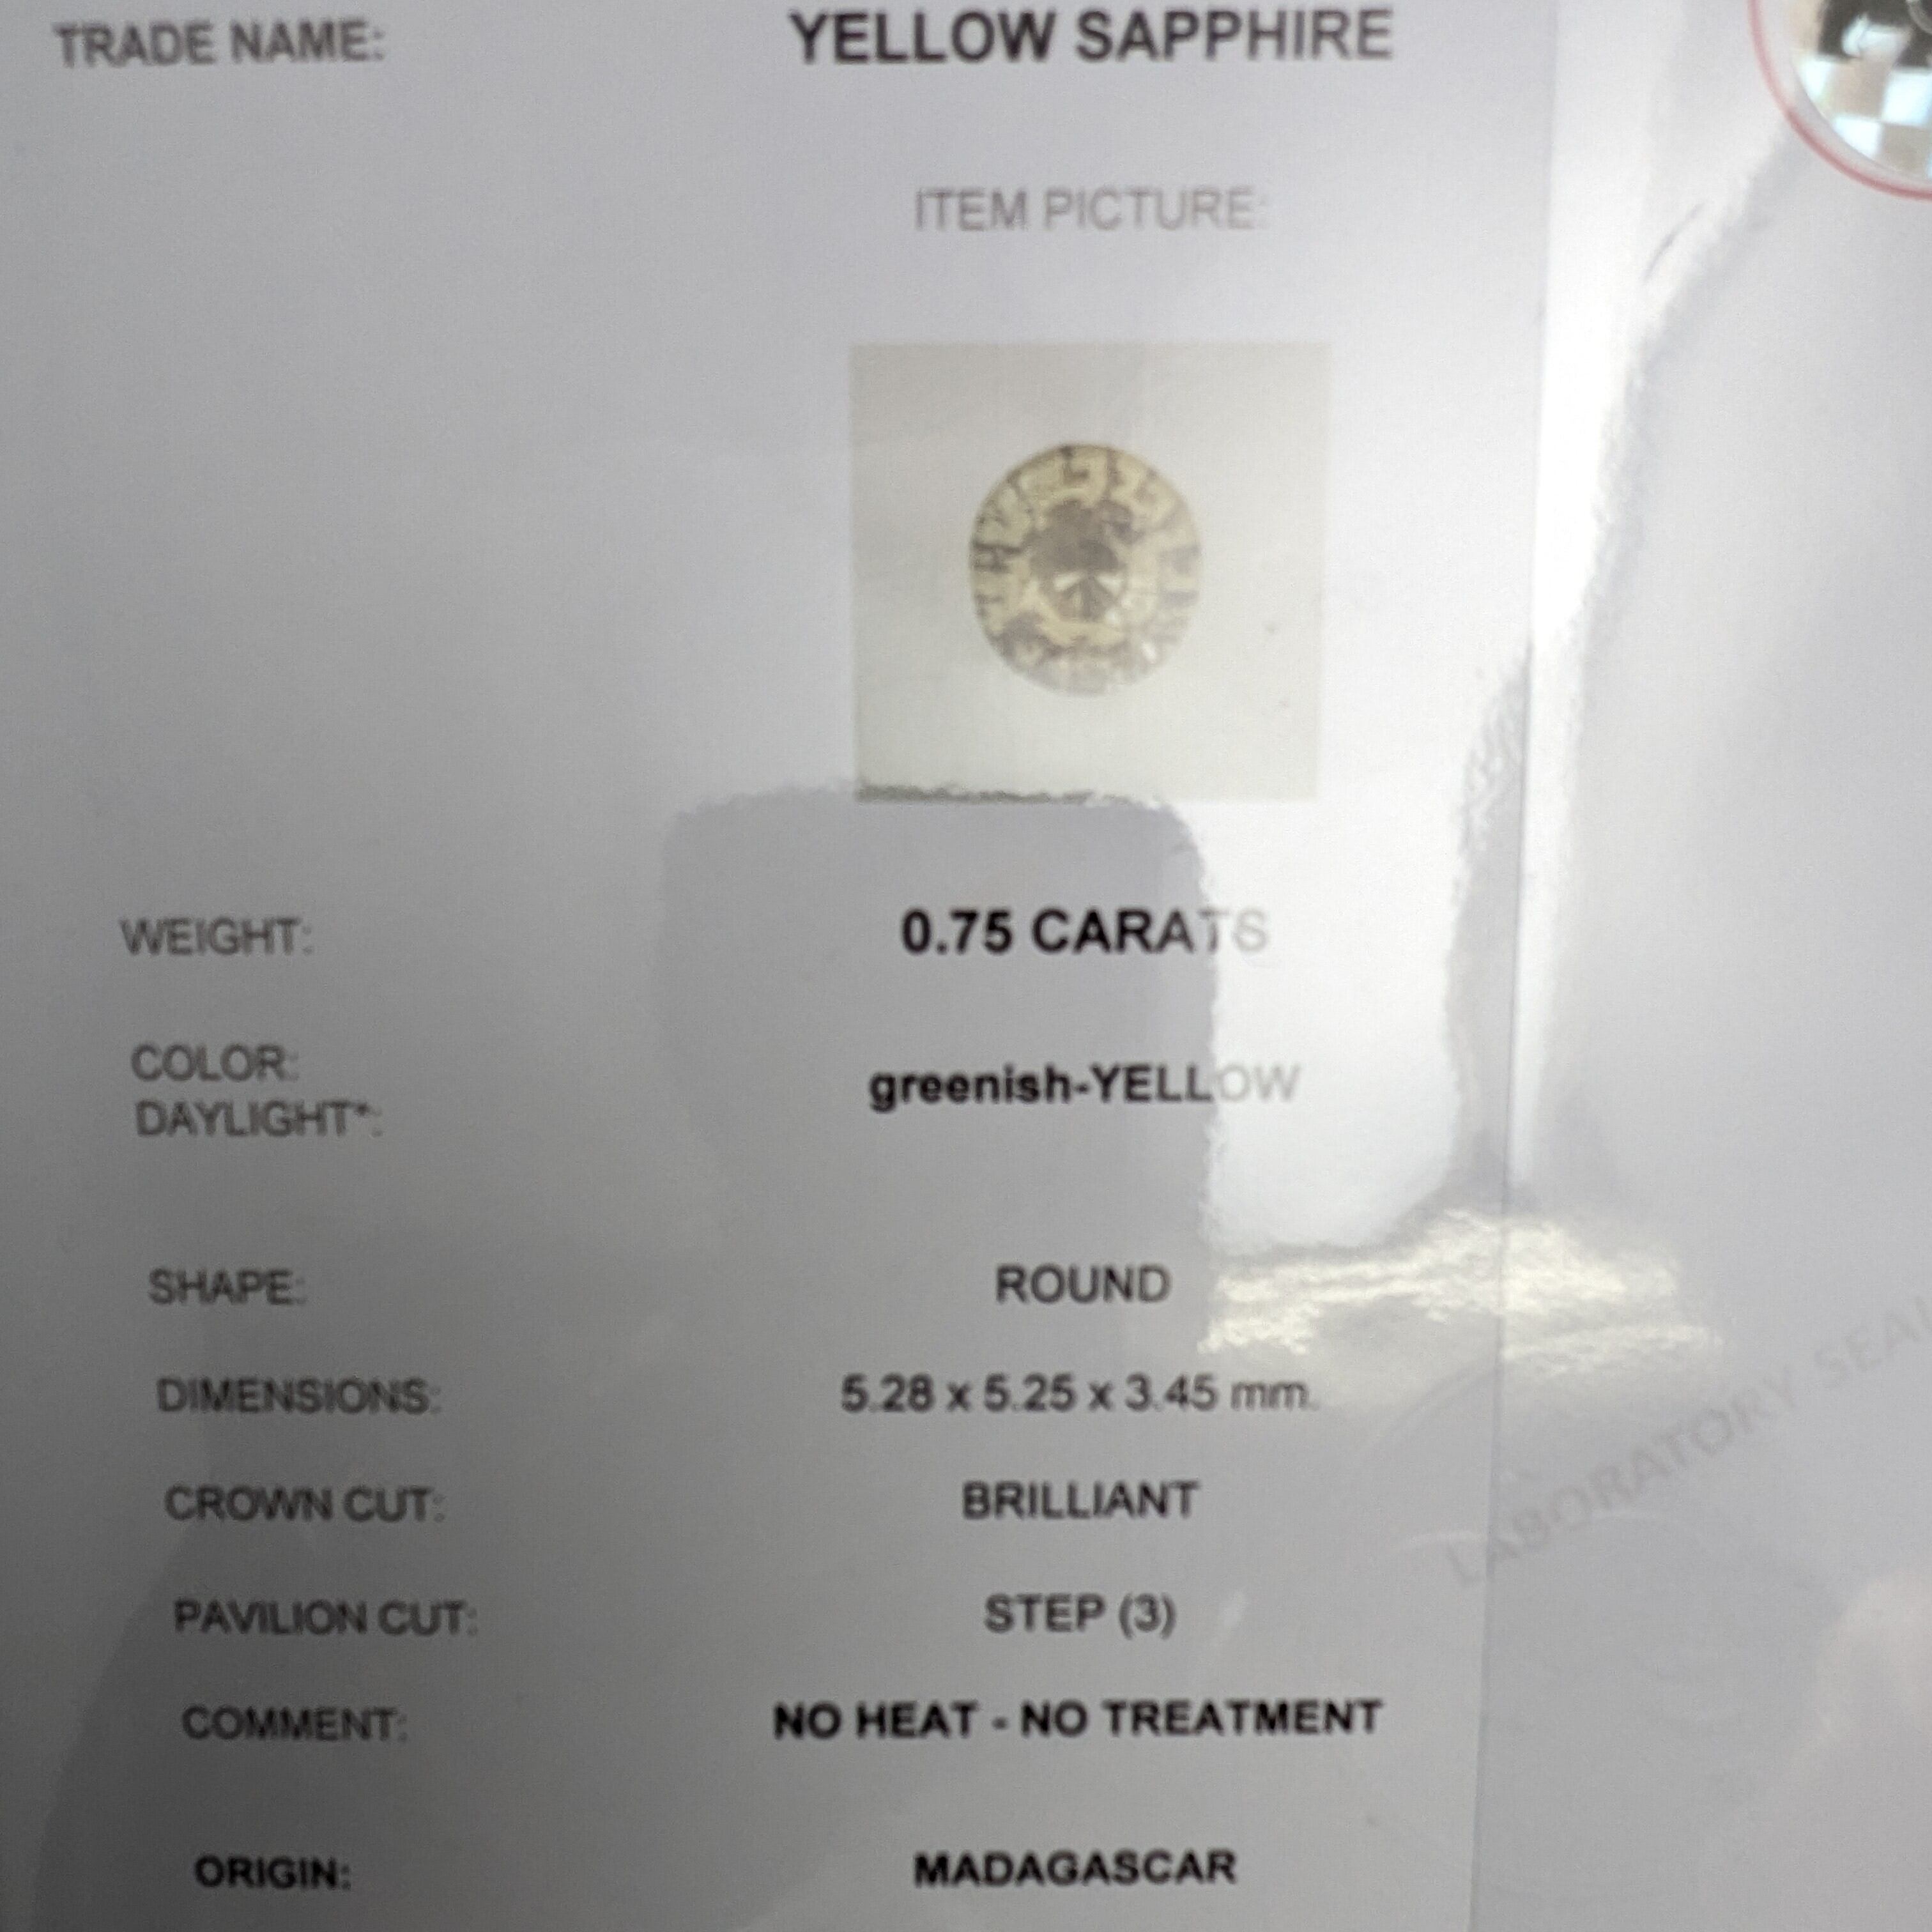 TRADE NAME: YELLOW SAPPHIRE
ITEM PICTURE:
WEIGHT: 0.75 CARATS
COLOR:
DAYLIGHT*: greenish-YELLOW
SHAPE: ROUND
DIMENSIONS: 5.28 x 5.25 x 3.45 mm.
CROWN CUT: BRILLIANT
PAVILION CUT: STEP (3)
COMMENT: NO HEAT - NO TREATMENT
ORIGIN: MADAGASCAR
LABORATORY SEAL